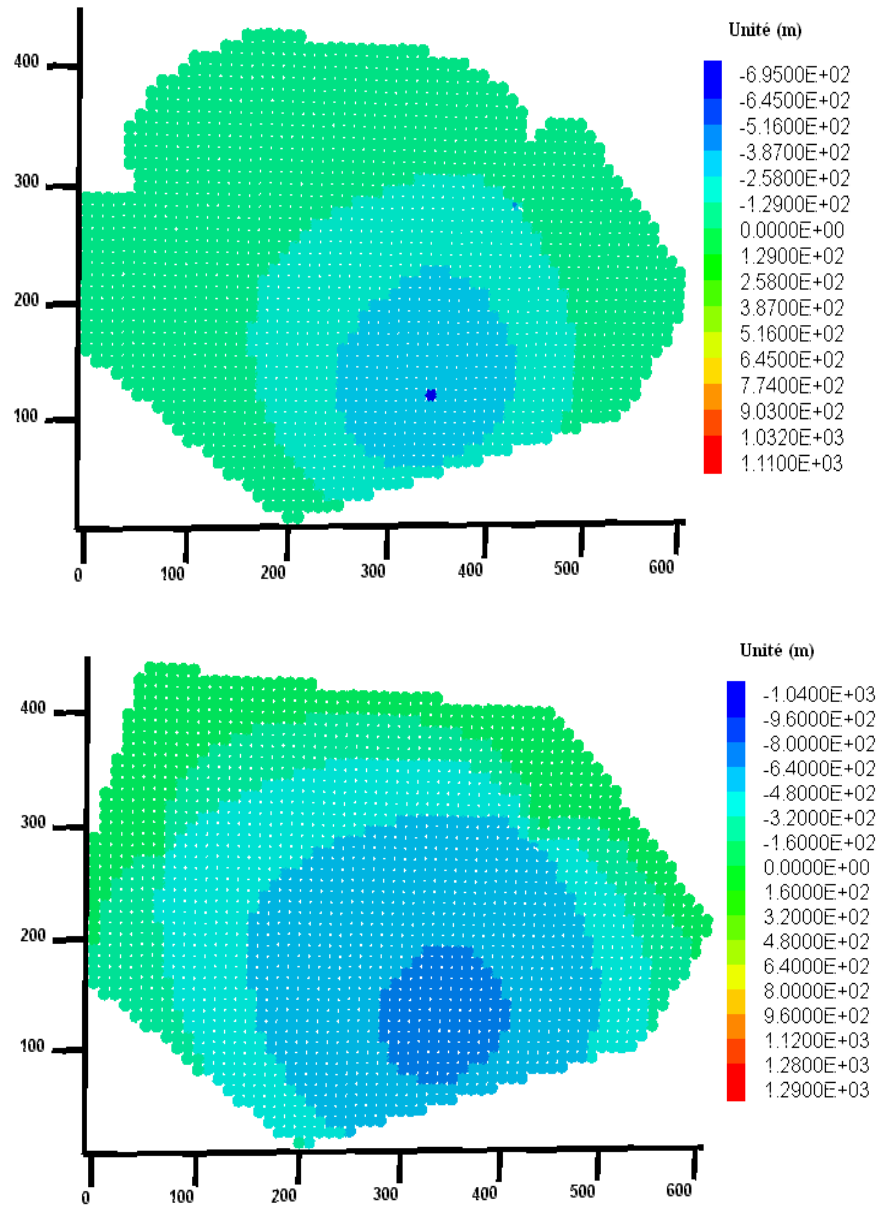 Unité (m)
400
300
200
100
0 100 200 300 400 500 600
-6.9500E+02
-6.4500E+02
-5.1600E+02
-3.8700E+02
-2.5800E+02
-1.2900E+02
0.0000E+00
1.2900E+02
2.5800E+02
3.8700E+02
5.1600E+02
6.4500E+02
7.7400E+02
9.0300E+02
1.0320E+03
1.1100E+03
Unité (m)
400
300
200
100
0 100 200 300 400 500 600
-1.0400E+03
-9.6000E+02
-8.0000E+02
-6.4000E+02
-4.8000E+02
-3.2000E+02
-1.6000E+02
0.0000E+00
1.6000E+02
3.2000E+02
4.8000E+02
6.4000E+02
8.0000E+02
9.6000E+02
1.1200E+03
1.2800E+03
1.2900E+03